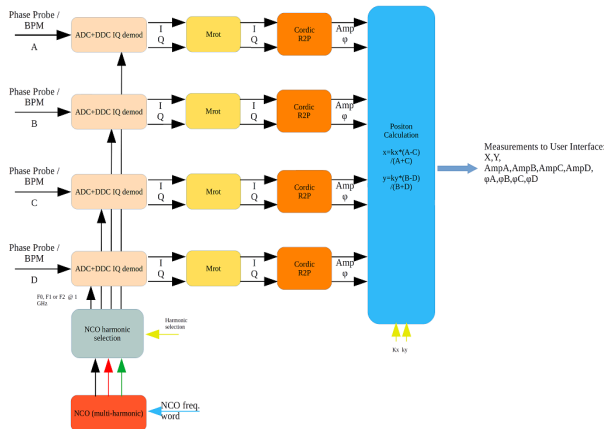 Phase Probe /
BPM
A
ADC+DDC IQ demod
I
Q
Mrot
I
Q
Cordic
R2P
Amp
φ
Phase Probe /
BPM
B
ADC+DDC IQ demod
I
Q
Mrot
I
Q
Cordic
R2P
Amp
φ
Phase Probe /
BPM
C
ADC+DDC IQ demod
I
Q
Mrot
I
Q
Cordic
R2P
Amp
φ
Phase Probe /
BPM
D
ADC+DDC IQ demod
I
Q
Mrot
I
Q
Cordic
R2P
Amp
φ
Positon
Calculation
x=kx*(A-C)
/(A+C)
y=ky*(B-D)
/(B+D)
Measurements to User Interface:
X,Y,
AmpA,AmpB,AmpC,AmpD,
φA,φB,φC,φD
Kx ky
F0, F1 or F2 @ 1
GHz
NCO harmonic
selection
Harmonic
selection
NCO (multi-harmonic)
NCO freq.
word